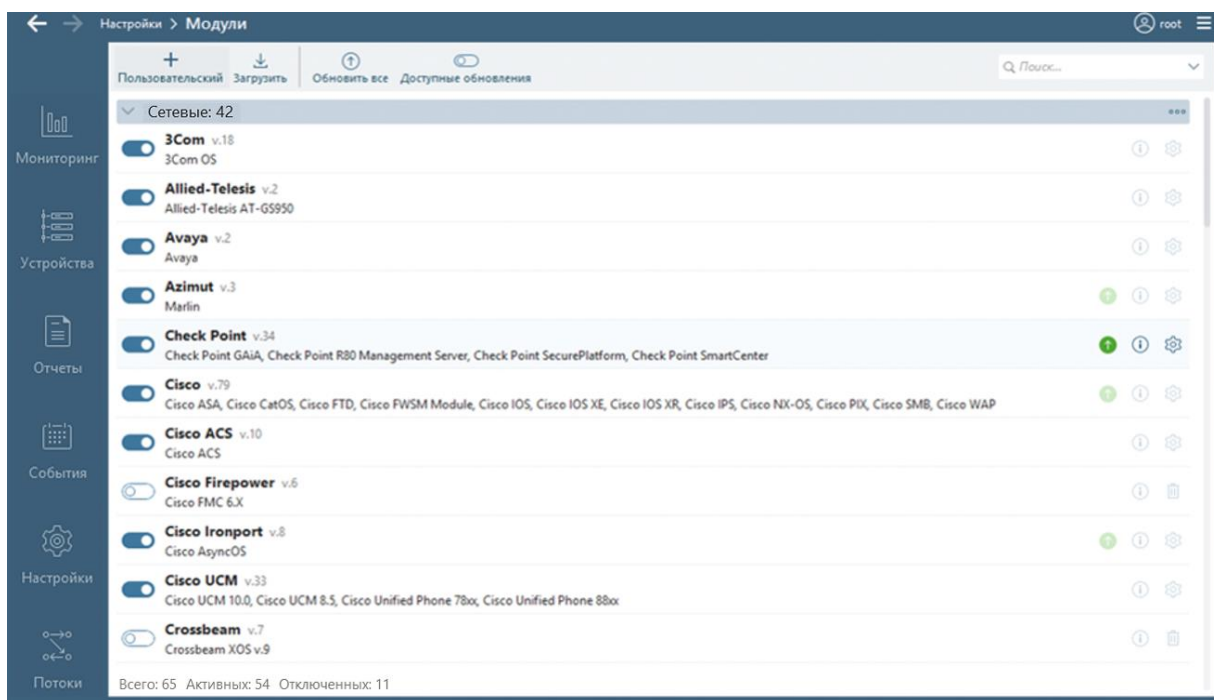 Настройки > Модули
root
Пользовательский Загрузить Обновить все Доступные обновления
Поиск...
Сетевые: 42
Мониторинг
Устройства
Отчеты
События
Настройки
Потоки
3Com v.18
3Com OS
Allied-Telesis v.2
Allied-Telesis AT-GS950
Avaya v.2
Avaya
Azimut v.3
Marlin
Check Point v.34
Check Point GAiA, Check Point R80 Management Server, Check Point SecurePlatform, Check Point SmartCenter
Cisco v.79
Cisco ASA, Cisco CatOS, Cisco FTD, Cisco FWSM Module, Cisco IOS, Cisco IOS XE, Cisco IOS XR, Cisco IPS, Cisco NX-OS, Cisco PIX, Cisco SMB, Cisco WAP
Cisco ACS v.10
Cisco ACS
Cisco Firepower v.6
Cisco FMC 6.X
Cisco Ironport v.8
Cisco AsyncOS
Cisco UCM v.33
Cisco UCM 10.0, Cisco UCM 8.5, Cisco Unified Phone 78xx, Cisco Unified Phone 88xx
Crossbeam v.7
Crossbeam XOS v.9
Всего: 65 Активных: 54 Отключенных: 11